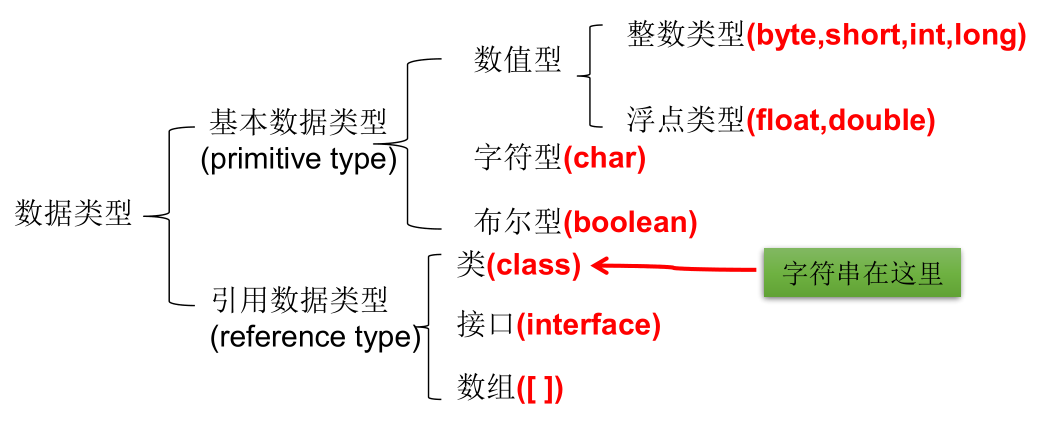 整数类型(byte,short,int,long)
数值型
浮点类型(float,double)
基本数据类型
(primitive type)
字符型(char)
布尔型(boolean)
数据类型
类(class)
字符串在这里
引用数据类型
(reference type)
接口(interface)
数组([ ])